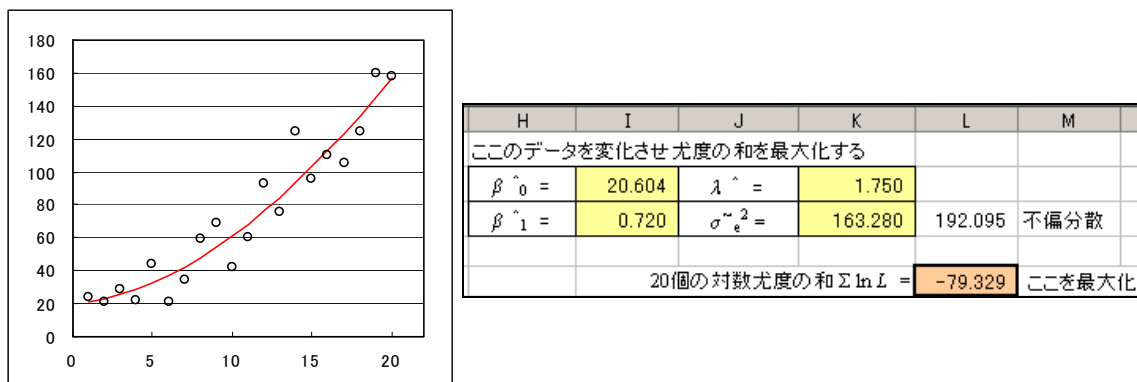 180
160
140
120
100
80
60
40
20
0
0 5 10 15 20
H I J K L M
ここのデータを変化させ尤度の和を最大化する
β^0 = 20.604 λ^ = 1.750
β^1 = 0.720 σ~e2 = 163.280 192.095 不偏分散
20個の対数尤度の和Σln L = -79.329 ここを最大化